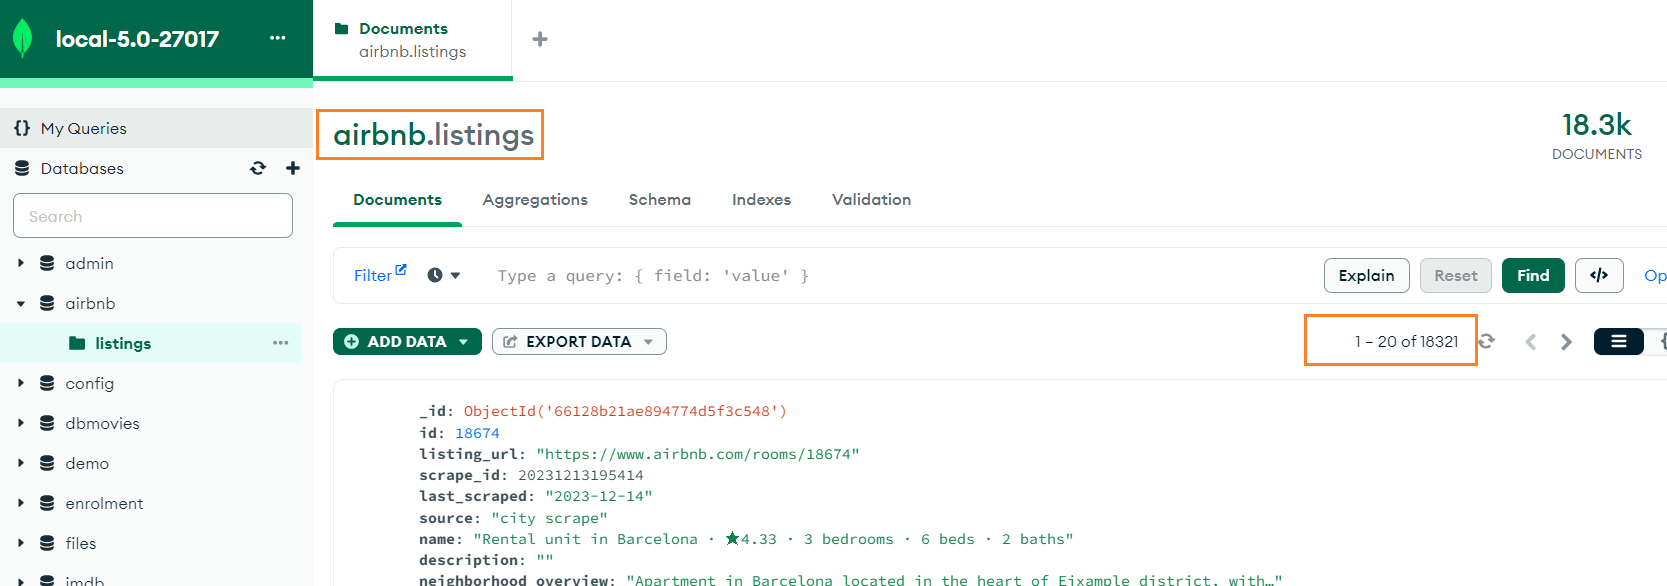 local-5.0-27017
My Queries
Databases
Search
admin
airbnb
listings
config
dbmovies
demo
enrolment
files
imdb
Documents
airbnb.listings
airbnb.listings
18.3k
DOCUMENTS
Documents Aggregations Schema Indexes Validation
Filter Type a query: { field: 'value' } Explain Reset Find </> Op
ADD DATA EXPORT DATA 1 – 20 of 18321
_id: ObjectId('66128b21ae894774d5f3c548')
id: 18674
listing_url: "https://www.airbnb.com/rooms/18674"
scrape_id: 20231213195414
last_scraped: "2023-12-14"
source: "city scrape"
name: "Rental unit in Barcelona · ★4.33 · 3 bedrooms · 6 beds · 2 baths"
description: ""
neighborhood_overview: "Apartment in Barcelona located in the heart of Eixample district, with…"